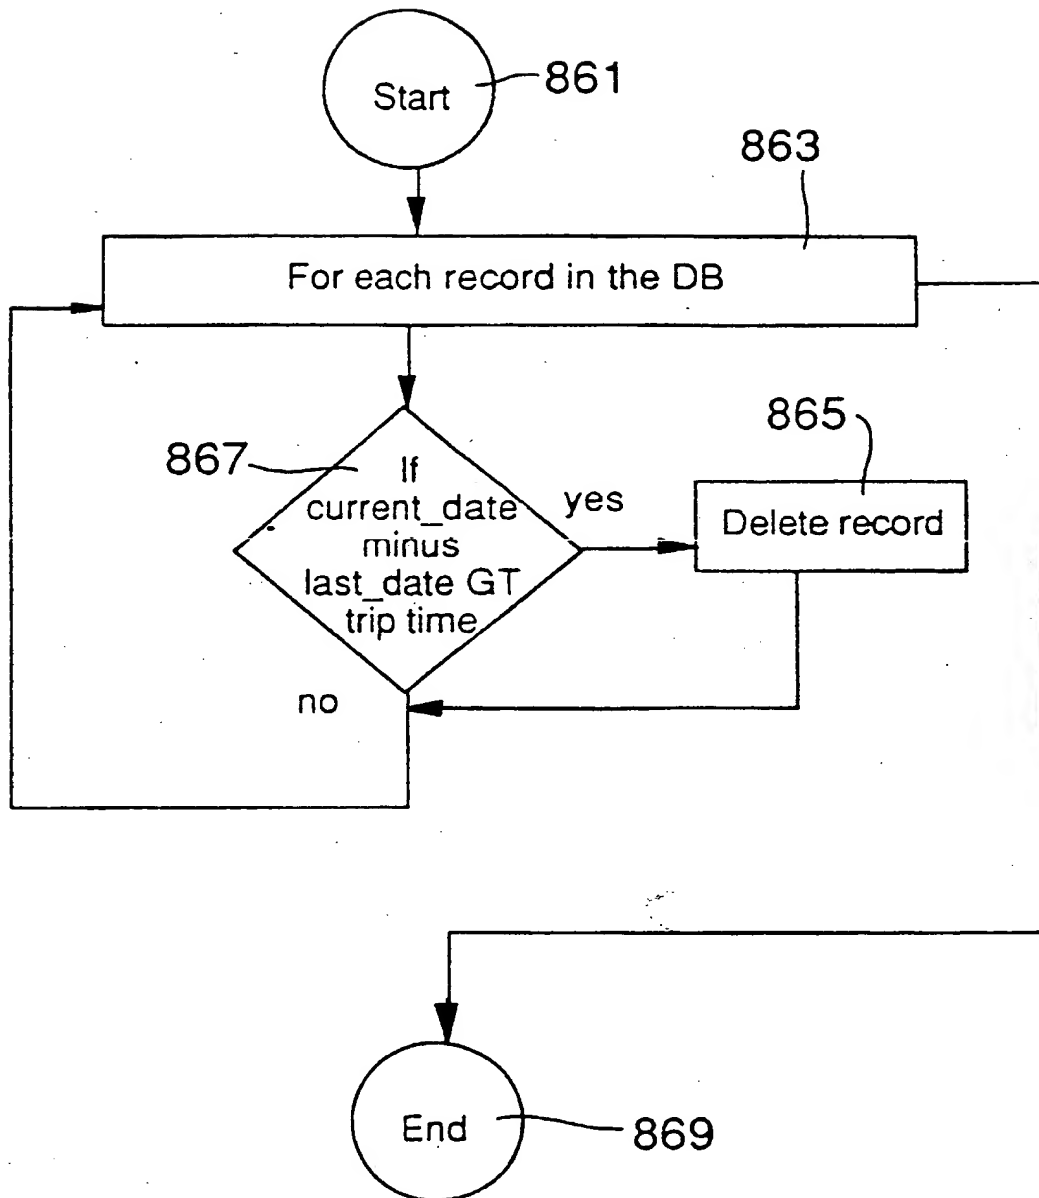 Start
861
863
For each record in the DB
865
867
If
current_date
minus
last_date GT
trip time
yes
Delete record
no
End
869